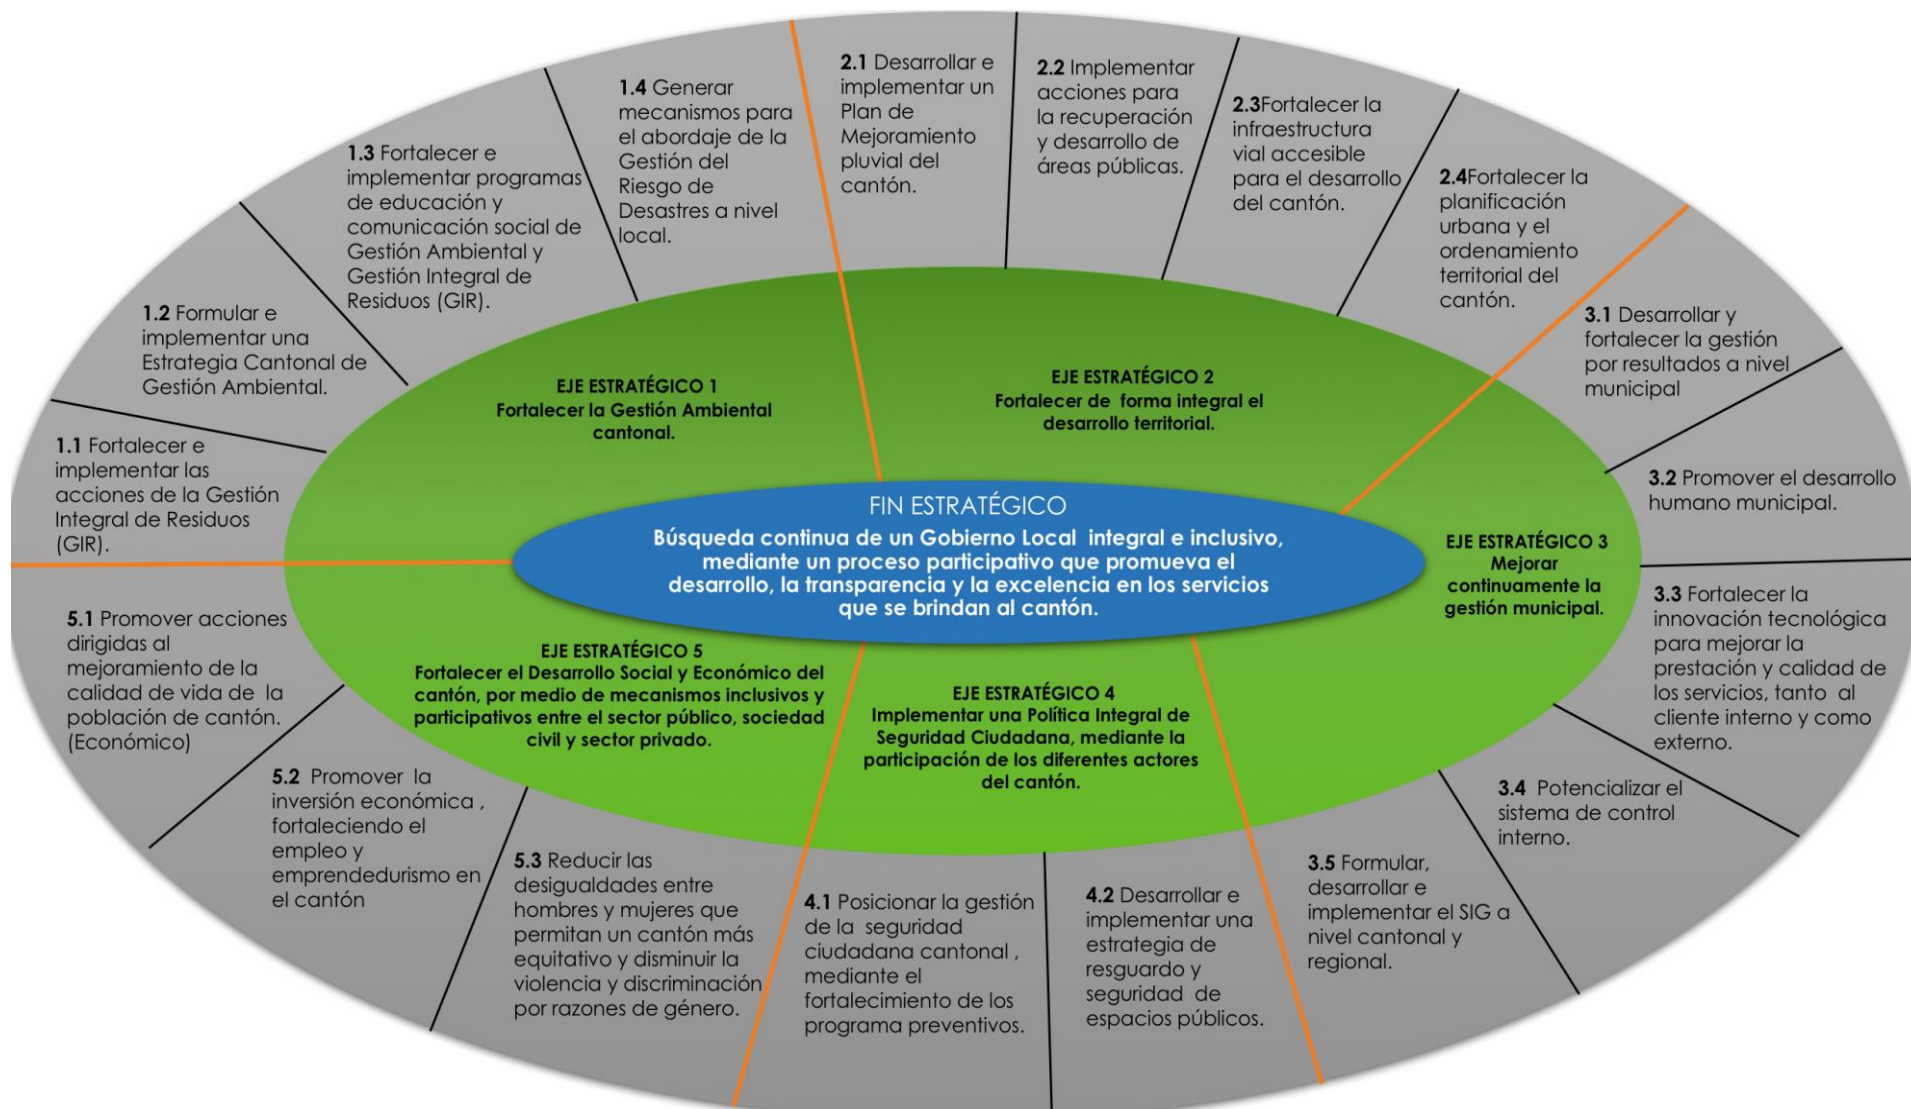 FIN ESTRATÉGICO
Búsqueda continua de un Gobierno Local integral e inclusivo,
mediante un proceso participativo que promueva el
desarrollo, la transparencia y la excelencia en los servicios
que se brindan al cantón.
EJE ESTRATÉGICO 1
Fortalecer la Gestión Ambiental
cantonal.
1.1 Fortalecer e
implementar las
acciones de la Gestión
Integral de Residuos
(GIR).
1.2 Formular e
implementar una
Estrategia Cantonal de
Gestión Ambiental.
1.3 Fortalecer e
implementar programas
de educación y
comunicación social de
Gestión Ambiental y
Gestión Integral de
Residuos (GIR).
1.4 Generar
mecanismos para
el abordaje de la
Gestión del
Riesgo de
Desastres a nivel
local.
EJE ESTRATÉGICO 2
Fortalecer de forma integral el
desarrollo territorial.
2.1 Desarrollar e
implementar un
Plan de
Mejoramiento
pluvial del
cantón.
2.2 Implementar
acciones para
la recuperación
y desarrollo de
áreas públicas.
2.3Fortalecer la
infraestructura
vial accesible
para el desarrollo
del cantón.
2.4Fortalecer la
planificación
urbana y el
ordenamiento
territorial del
cantón.
EJE ESTRATÉGICO 3
Mejorar
continuamente la
gestión municipal.
3.1 Desarrollar y
fortalecer la gestión
por resultados a nivel
municipal
3.2 Promover el desarrollo
humano municipal.
3.3 Fortalecer la
innovación tecnológica
para mejorar la
prestación y calidad de
los servicios, tanto al
cliente interno y como
externo.
3.4 Potencializar el
sistema de control
interno.
3.5 Formular,
desarrollar e
implementar el SIG a
nivel cantonal y
regional.
EJE ESTRATÉGICO 4
Implementar una Política Integral de
Seguridad Ciudadana, mediante la
participación de los diferentes actores
del cantón.
4.1 Posicionar la gestión
de la seguridad
ciudadana cantonal ,
mediante el
fortalecimiento de los
programa preventivos.
4.2 Desarrollar e
implementar una
estrategia de
resguardo y
seguridad de
espacios públicos.
EJE ESTRATÉGICO 5
Fortalecer el Desarrollo Social y Económico del
cantón, por medio de mecanismos inclusivos y
participativos entre el sector público, sociedad
civil y sector privado.
5.1 Promover acciones
dirigidas al
mejoramiento de la
calidad de vida de la
población de cantón.
(Económico)
5.2 Promover la
inversión económica ,
fortaleciendo el
empleo y
emprendedurismo en
el cantón
5.3 Reducir las
desigualdades entre
hombres y mujeres que
permitan un cantón más
equitativo y disminuir la
violencia y discriminación
por razones de género.